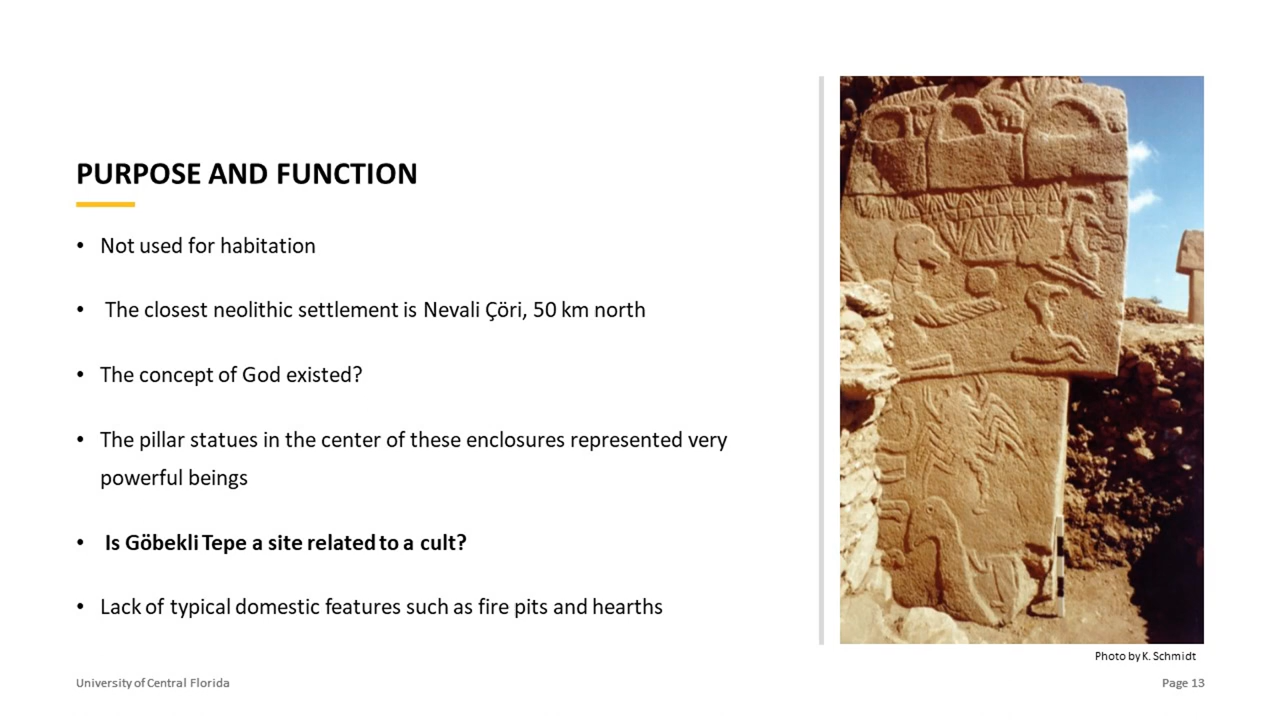 PURPOSE AND FUNCTION
• Not used for habitation
• The closest neolithic settlement is Nevali Çöri, 50 km north
• The concept of God existed?
• The pillar statues in the center of these enclosures represented very
powerful beings
• Is Göbekli Tepe a site related to a cult?
• Lack of typical domestic features such as fire pits and hearths
Photo by K. Schmidt
University of Central Florida
Page 13